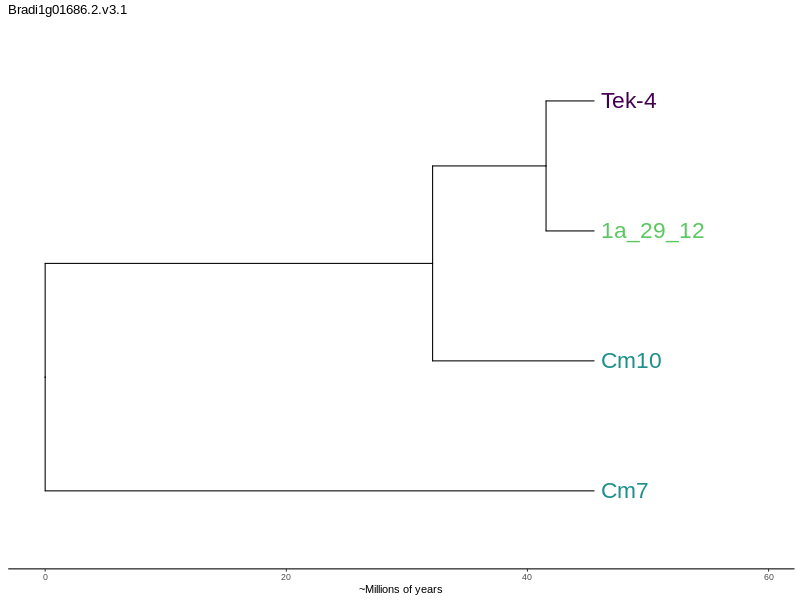 Bradi1g01686.2.v3.1
Tek-4
1a_29_12
Cm10
Cm7
0 20 40 60
~Millions of years